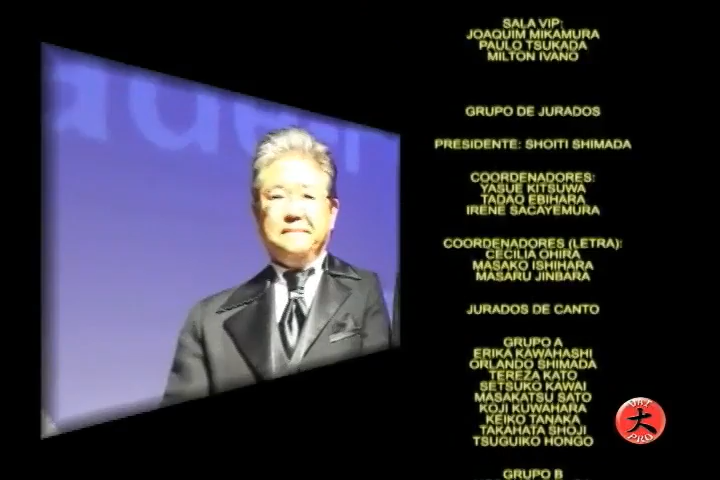 SALA VIP:
JOAQUIM MIKAMURA
PAULO TSUKADA
MILTON IVANO
GRUPO DE JURADOS
PRESIDENTE: SHOITI SHIMADA
COORDENADORES:
YASUE KITSUWA
TADAO EBIHARA
IRENE SACAYEMURA
COORDENADORES (LETRA):
CECILIA OHIRA
MASAKO ISHIHARA
MASARU JINBARA
JURADOS DE CANTO
GRUPO A
ERIKA KAWAHASHI
ORLANDO SHIMADA
TEREZA KATO
SETSUKO KAWAI
MASAKATSU SATO
KOJI KUWAHARA
KEIKO TANAKA
TAKAHATA SHOJI
TSUGUIKO HONGO
GRUPO B
大
PRO